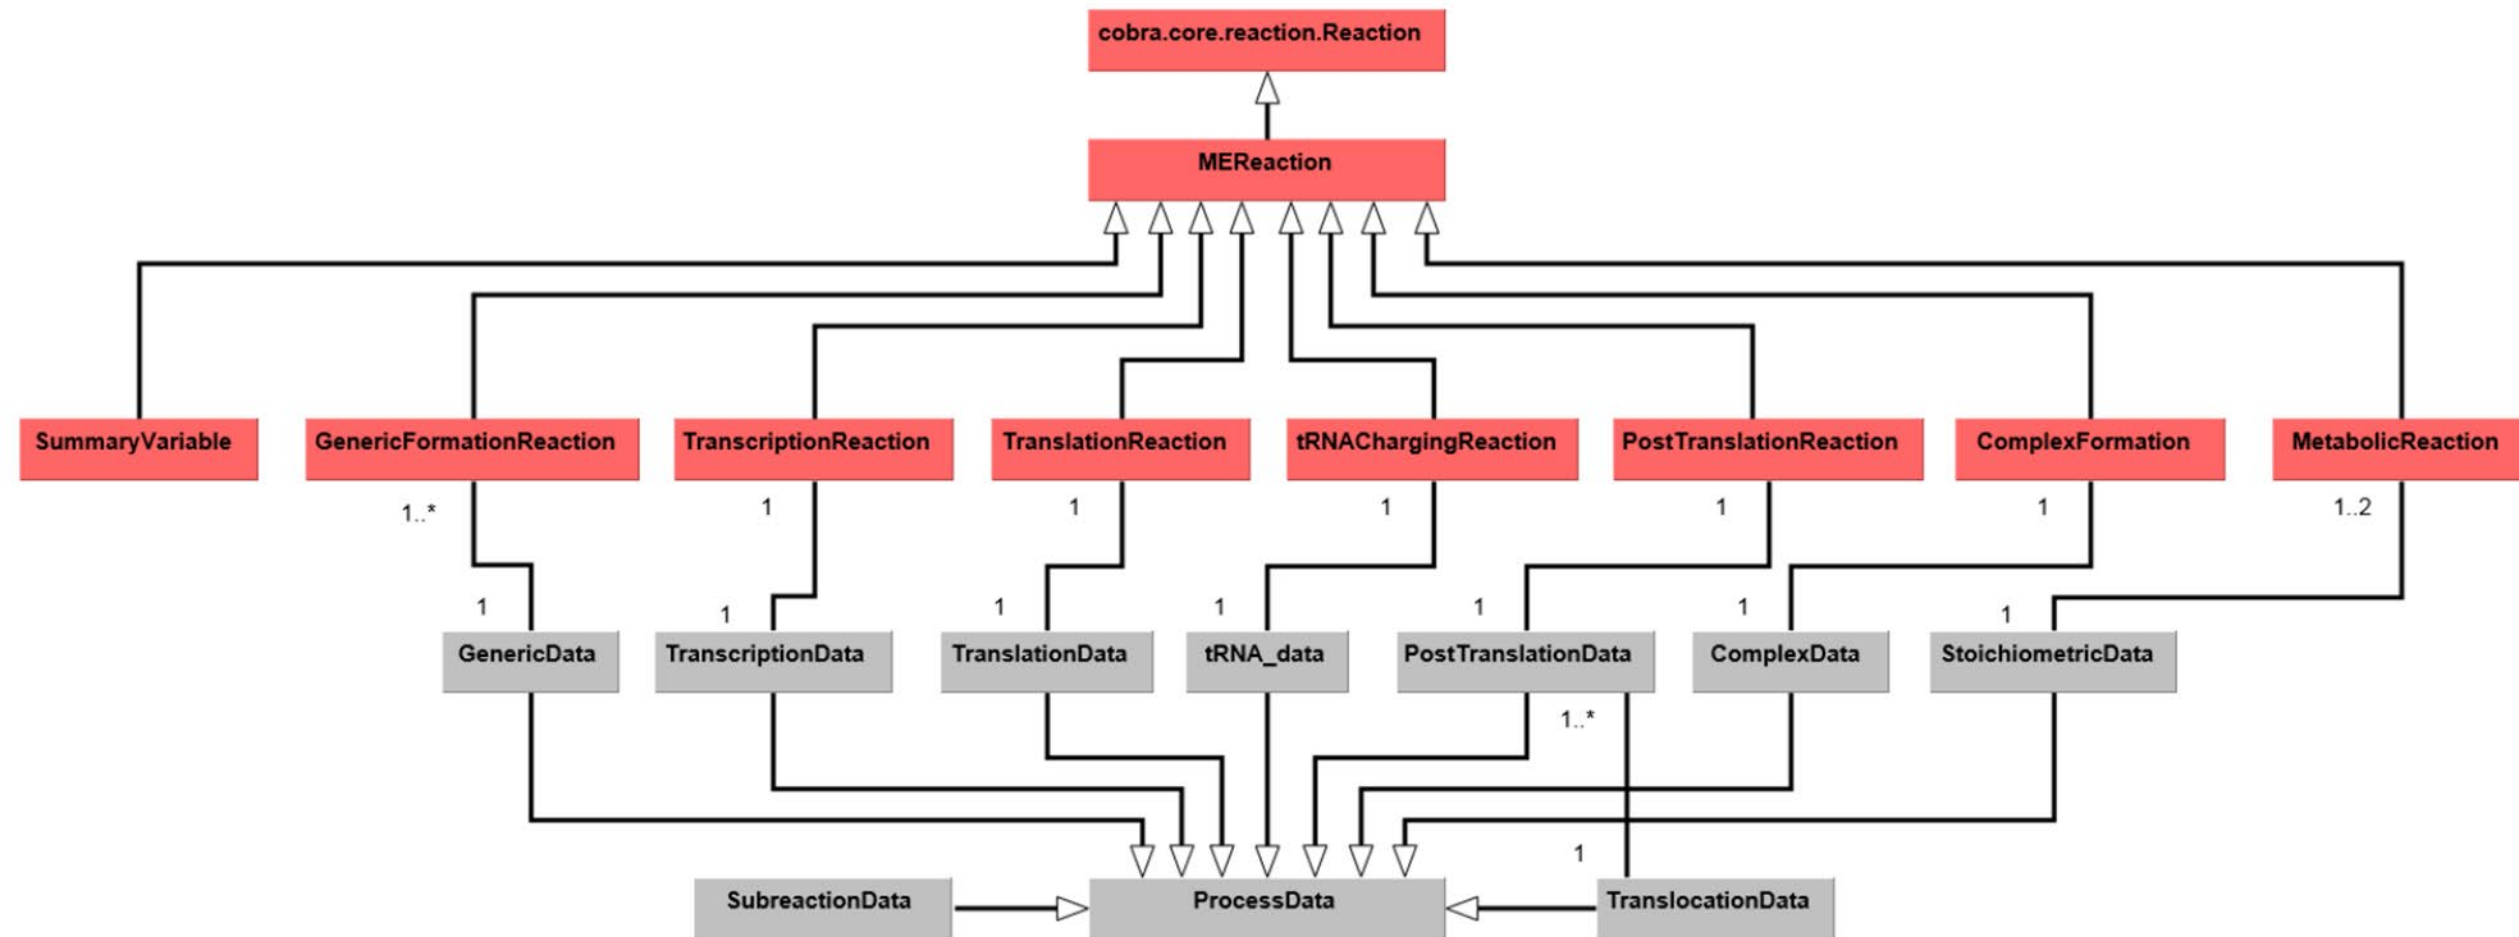 cobra.core.reaction.Reaction
MEReaction
SummaryVariable
GenericFormationReaction
TranscriptionReaction
TranslationReaction
tRNAChargingReaction
PostTranslationReaction
ComplexFormation
MetabolicReaction
1..*
1
1
1
1
1
1..2
1
1
1
1
1
1
1
GenericData
TranscriptionData
TranslationData
tRNA_data
PostTranslationData
ComplexData
StoichiometricData
1..*
1
SubreactionData
ProcessData
TranslocationData